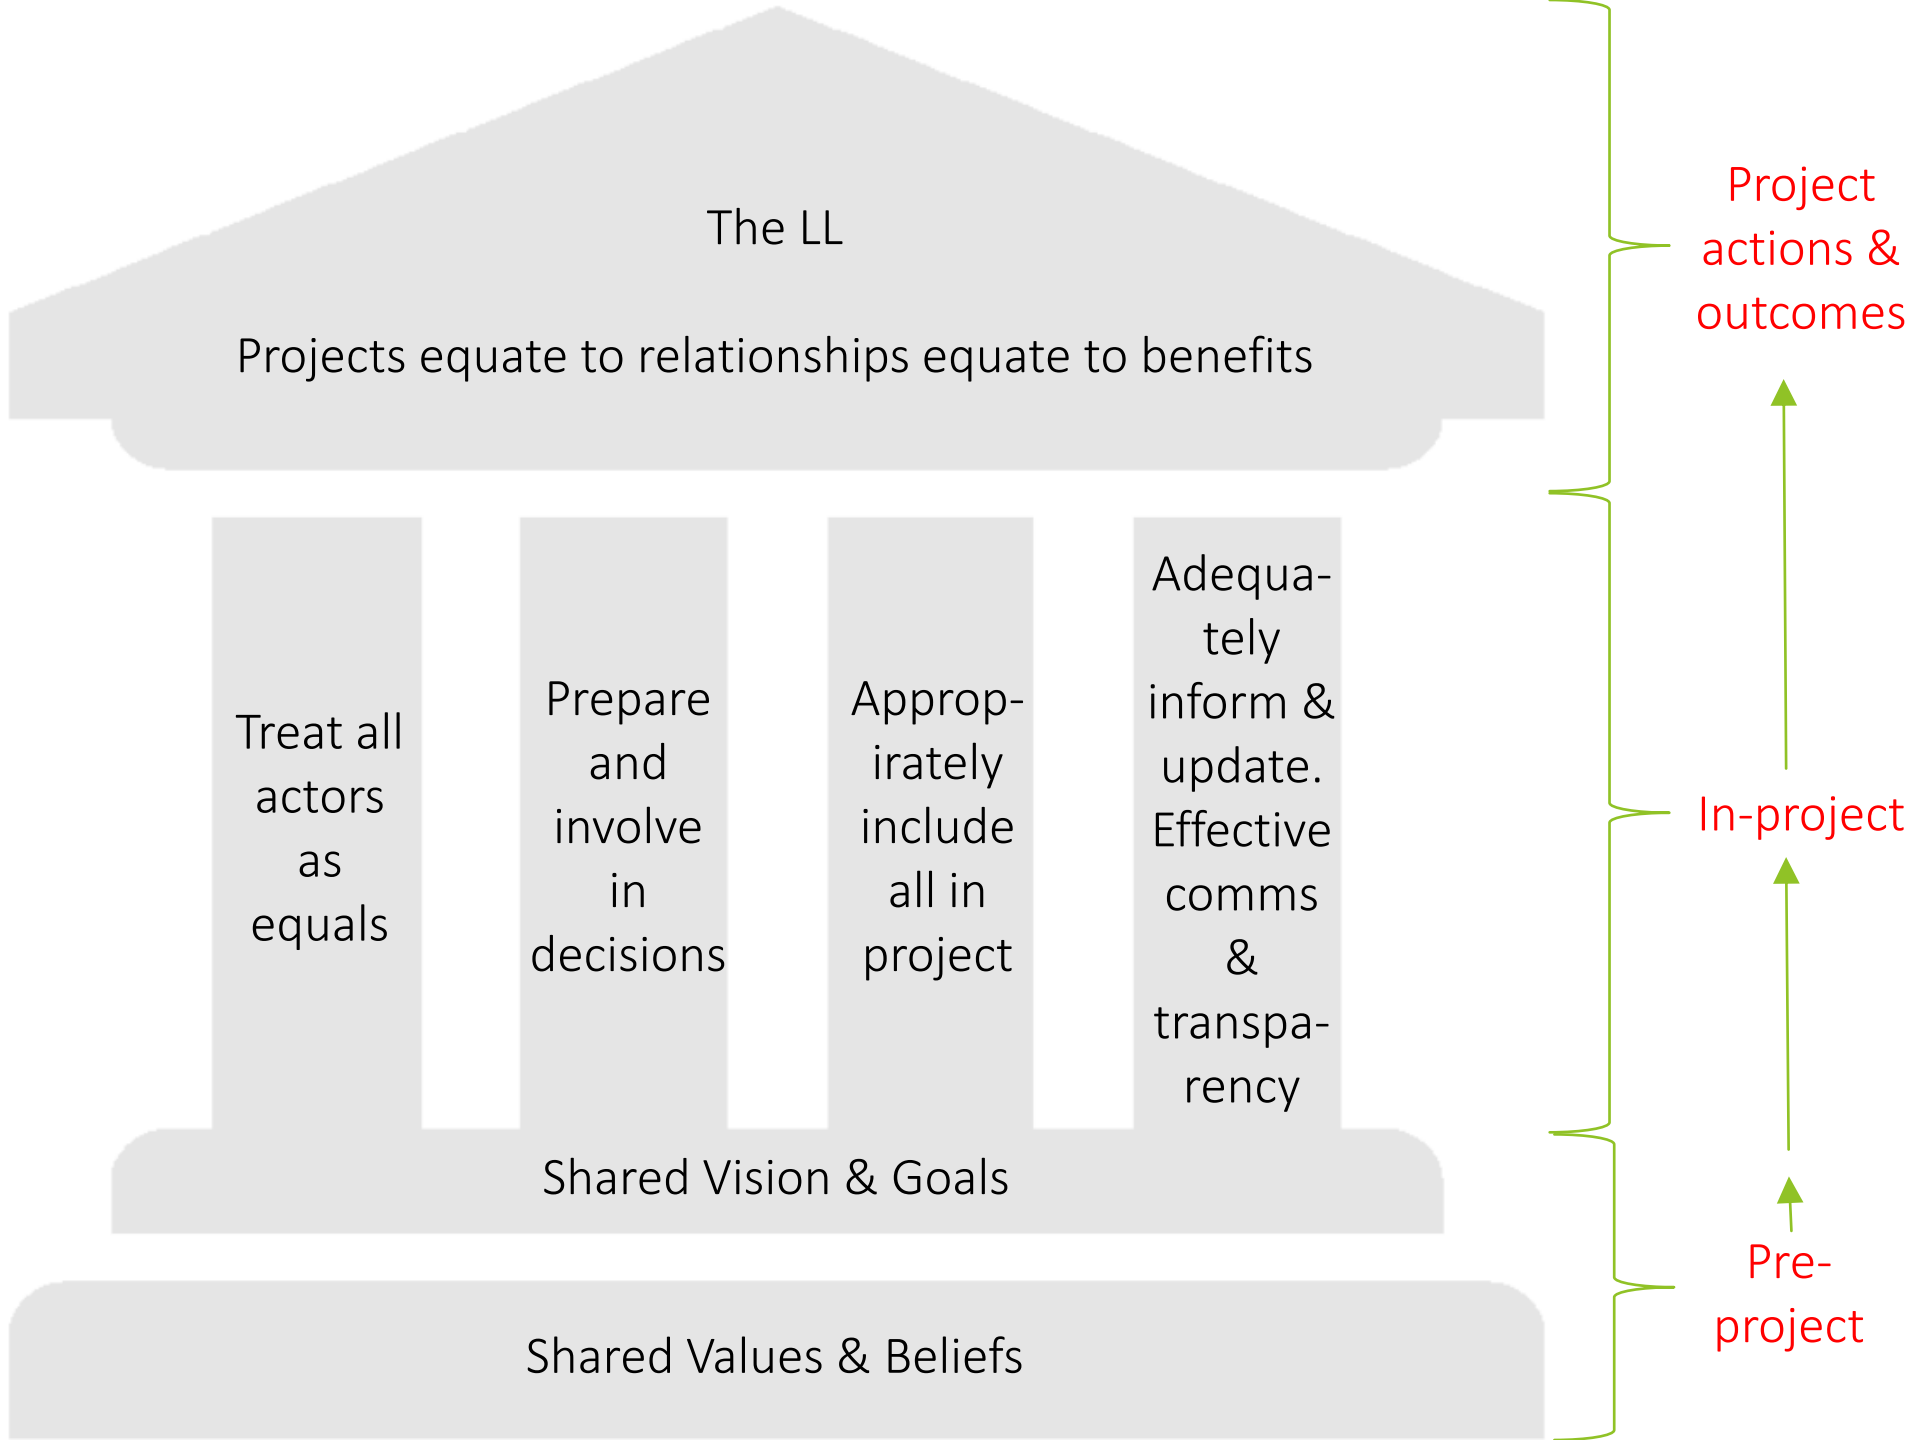 The LL
Projects equate to relationships equate to benefits
Treat all
actors
as
equals
Prepare
and
involve
in
decisions
Approp-
irately
include
all in
project
Adequa-
tely
inform &
update.
Effective
comms
&
transpa-
rency
Shared Vision & Goals
Shared Values & Beliefs
Project
actions &
outcomes
In-project
Pre-
project